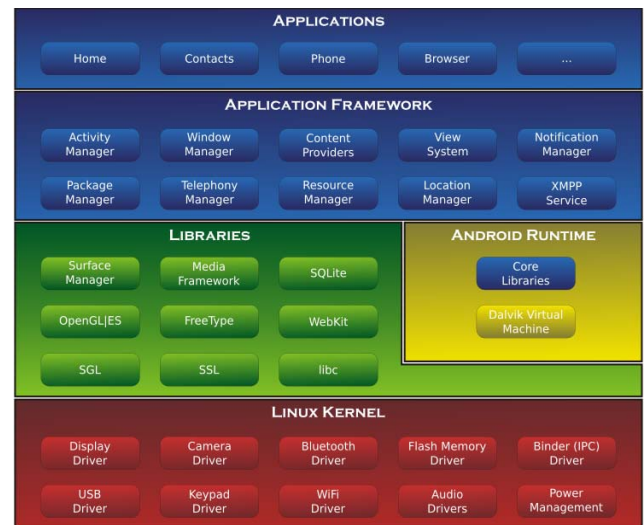 APPLICATIONS
Home Contacts Phone Browser ...
APPLICATION FRAMEWORK
Activity Manager
Window Manager
Content Providers
View System
Notification Manager
Package Manager
Telephony Manager
Resource Manager
Location Manager
XMPP Service
LIBRARIES
Surface Manager
Media Framework
SQLite
OpenGL|ES
FreeType
WebKit
SGL
SSL
libc
ANDROID RUNTIME
Core Libraries
Dalvik Virtual Machine
LINUX KERNEL
Display Driver
Camera Driver
Bluetooth Driver
Flash Memory Driver
Binder (IPC) Driver
USB Driver
Keypad Driver
WiFi Driver
Audio Drivers
Power Management